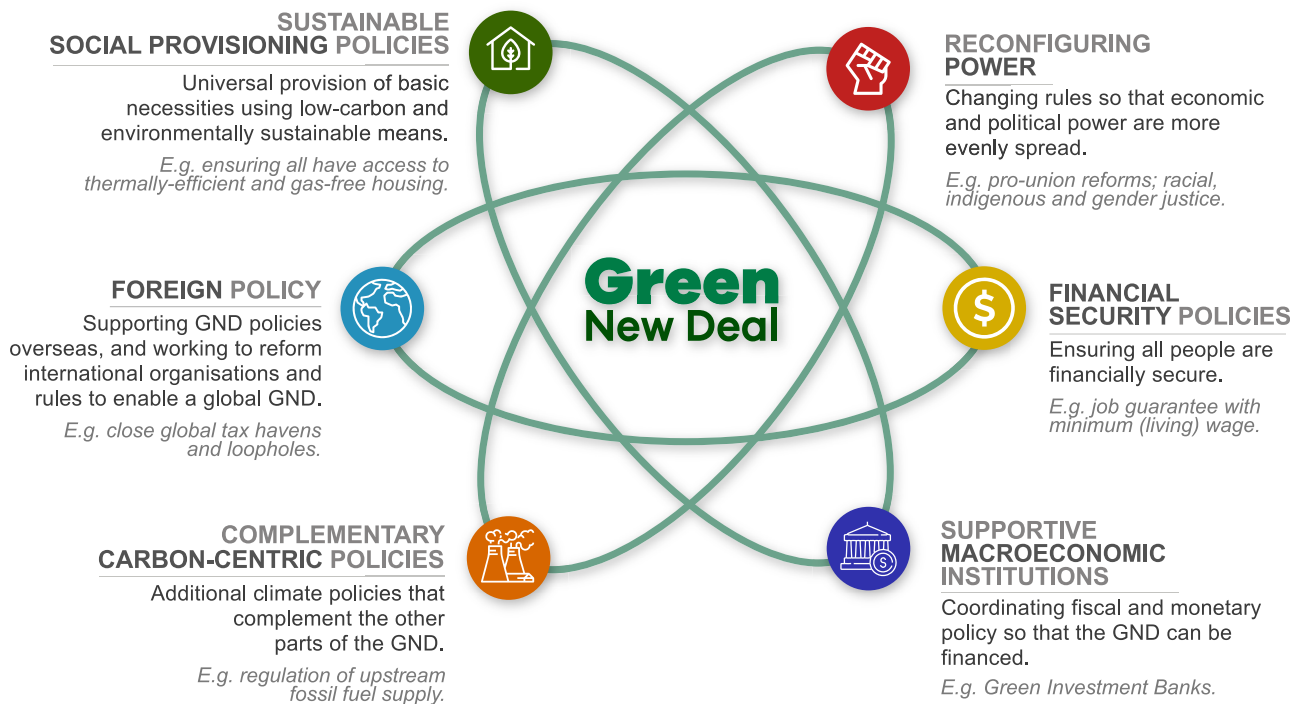 SUSTAINABLE
SOCIAL PROVISIONING POLICIES
Universal provision of basic
necessities using low-carbon and
environmentally sustainable means.
E.g. ensuring all have access to
thermally-efficient and gas-free housing.
RECONFIGURING
POWER
Changing rules so that economic
and political power are more
evenly spread.
E.g. pro-union reforms; racial,
indigenous and gender justice.
Green
New Deal
FOREIGN POLICY
Supporting GND policies
overseas, and working to reform
international organisations and
rules to enable a global GND.
E.g. close global tax havens
and loopholes.
$
FINANCIAL
SECURITY POLICIES
Ensuring all people are
financially secure.
E.g. job guarantee with
minimum (living) wage.
COMPLEMENTARY
CARBON-CENTRIC POLICIES
Additional climate policies that
complement the other
parts of the GND.
E.g. regulation of upstream
fossil fuel supply.
$
SUPPORTIVE
MACROECONOMIC
INSTITUTIONS
Coordinating fiscal and monetary
policy so that the GND can be
financed.
E.g. Green Investment Banks.